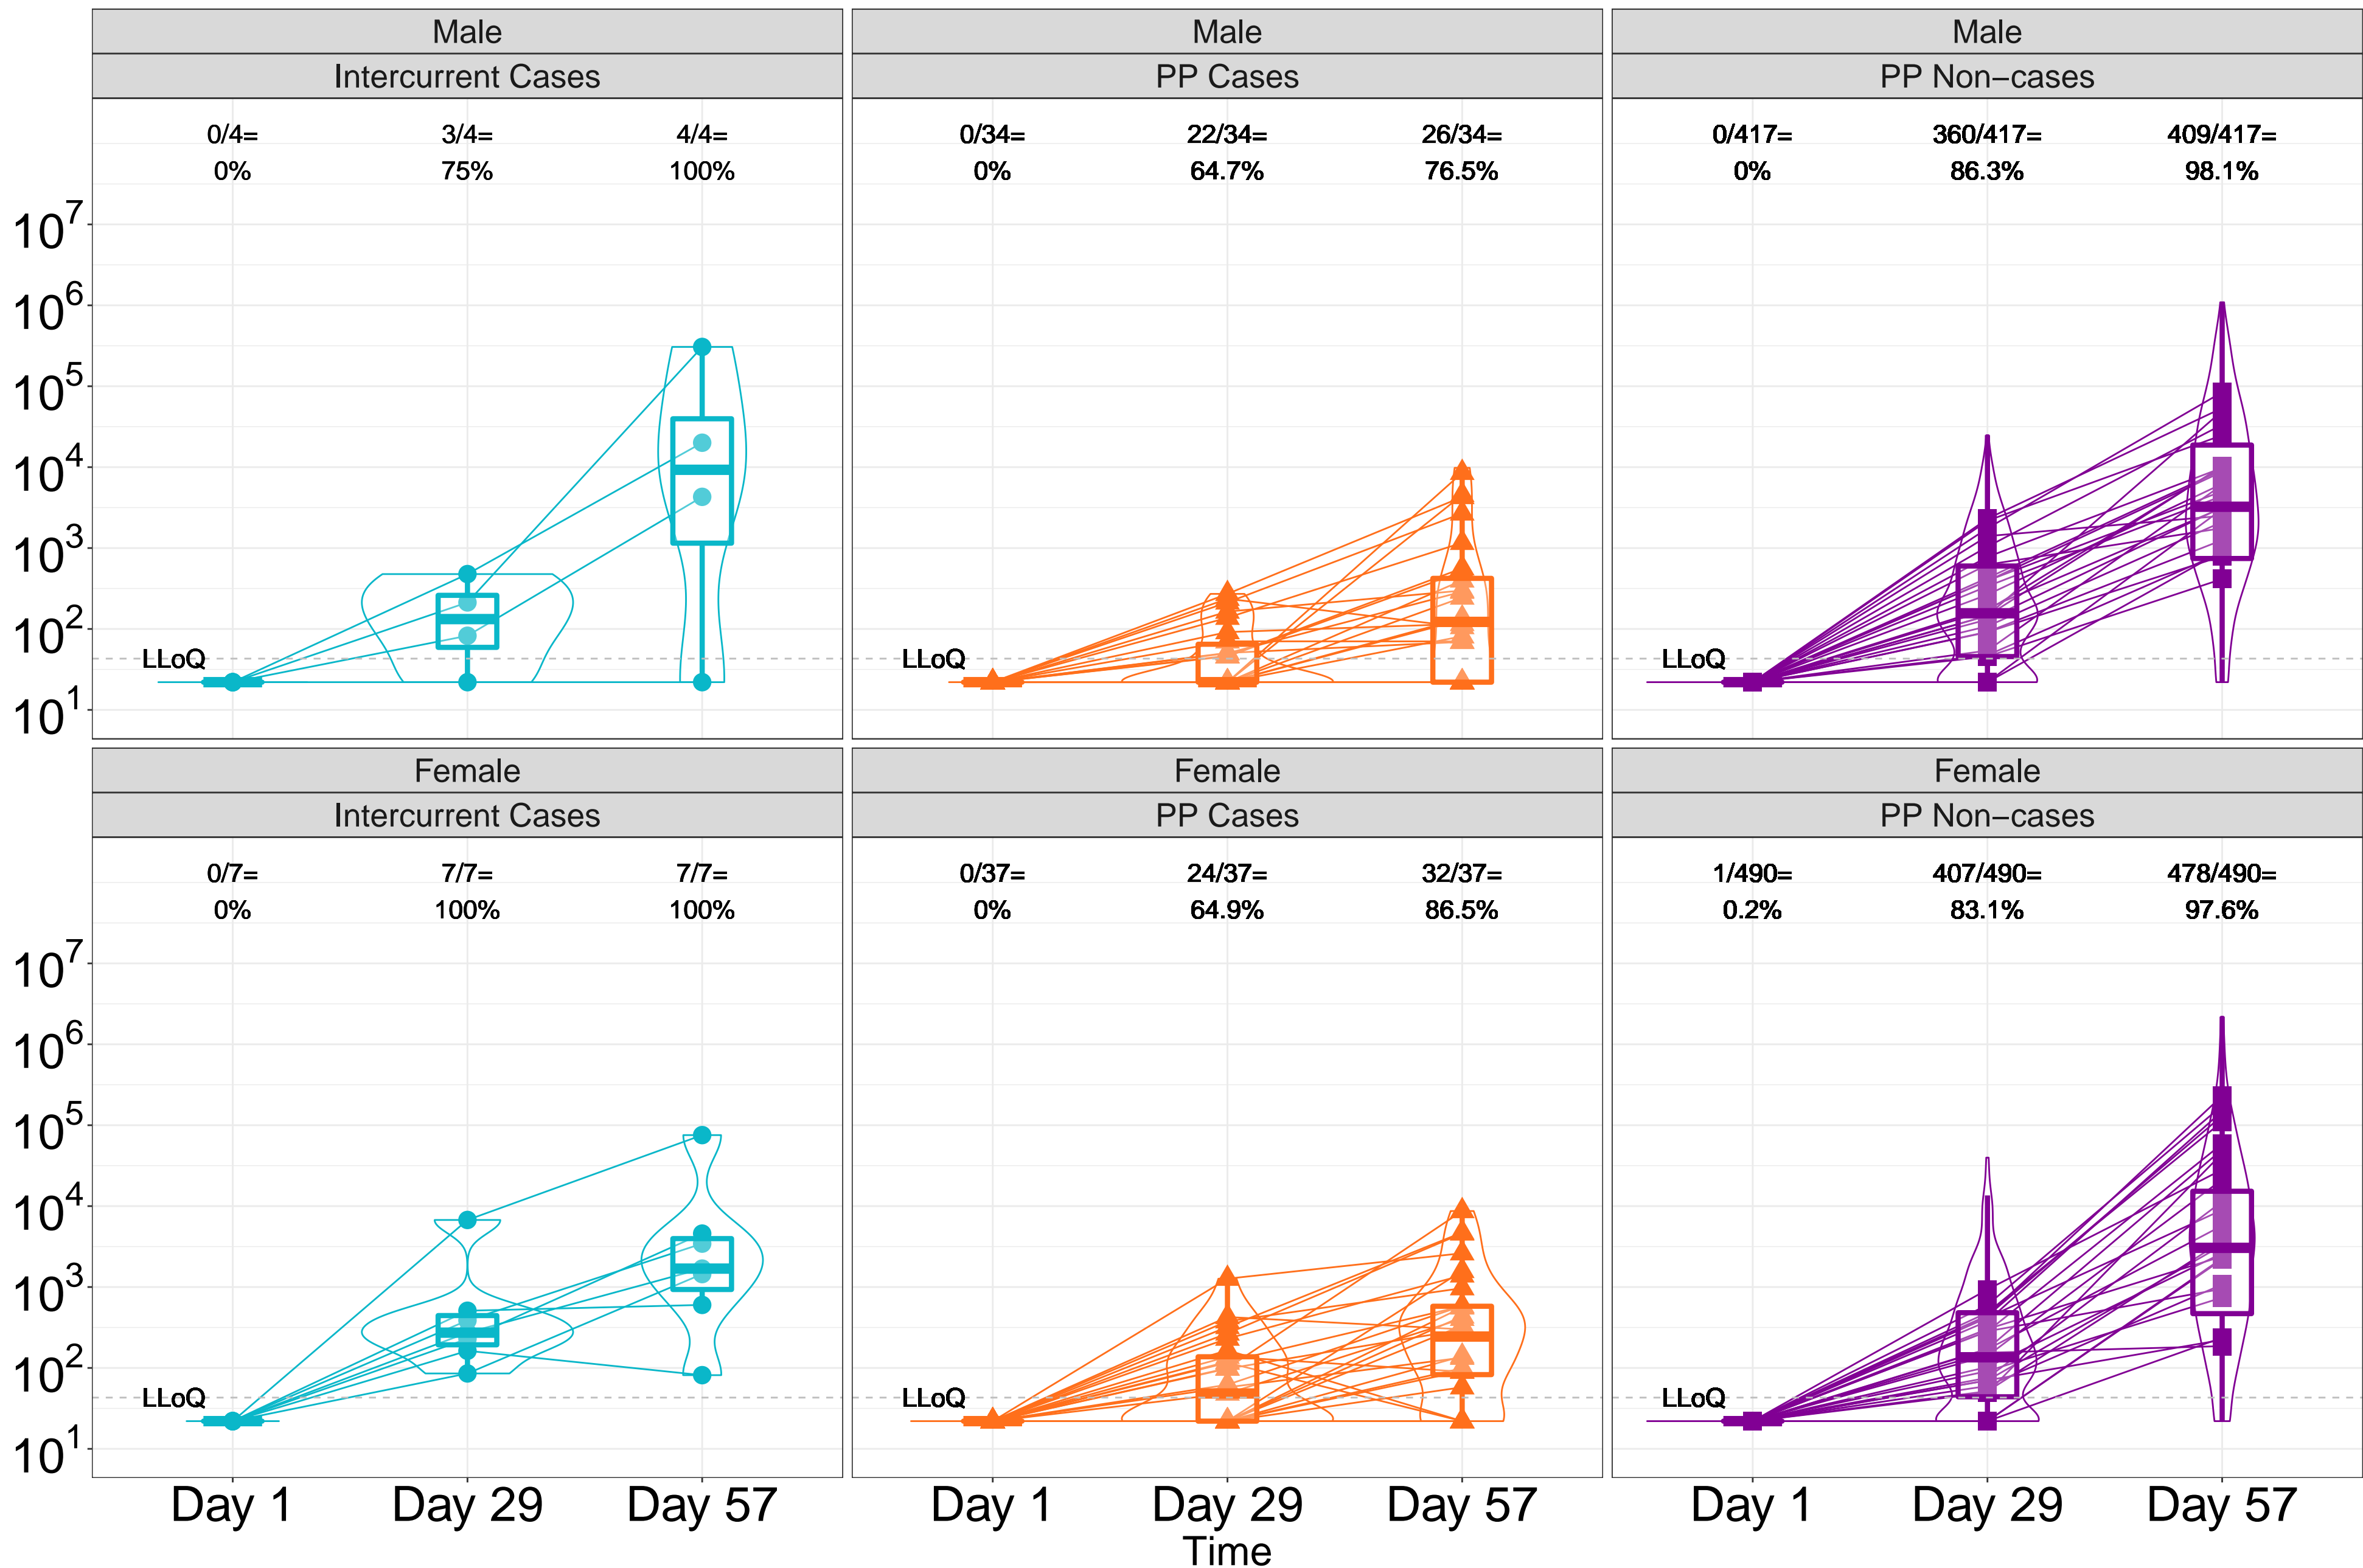 Male Male Male
Intercurrent Cases PP Cases PP Non−cases
0/4= 3/4= 4/4= 0/34= 22/34= 26/34= 0/417= 360/417= 409/417=
0% 75% 100% 0% 64.7% 76.5% 0% 86.3% 98.1%
10^7
10^6
10^5
10^4
10^3
10^2
LLoQ LLoQ LLoQ
10^1
Female Female Female
Intercurrent Cases PP Cases PP Non−cases
0/7= 7/7= 7/7= 0/37= 24/37= 32/37= 1/490= 407/490= 478/490=
0% 100% 100% 0% 64.9% 86.5% 0.2% 83.1% 97.6%
10^7
10^6
10^5
10^4
10^3
10^2
LLoQ LLoQ LLoQ
10^1
Day 1 Day 29 Day 57 Day 1 Day 29 Day 57 Day 1 Day 29 Day 57
Time